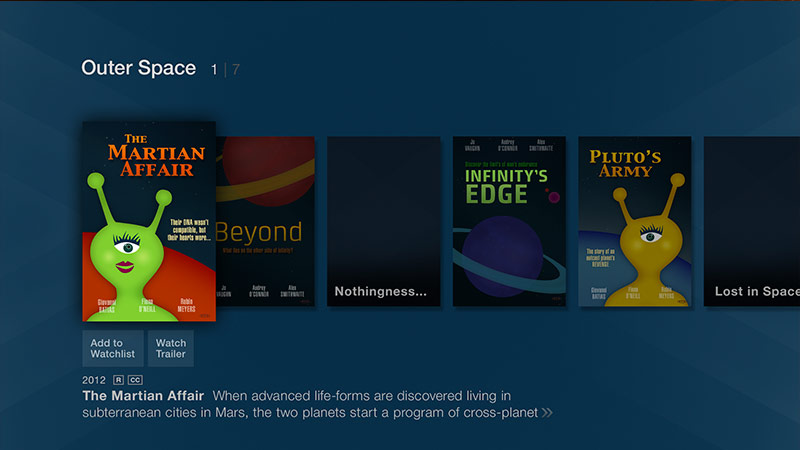 Outer Space 1 | 7
THE
MARTIAN
AFFAIR
Their DNA wasn't
compatible, but
their hearts were...
Giovanni Fiona Robin
BATIAS O'NEILL MEYERS
Beyond
What lies on the other side of infinity?
Jo Audrey Alex
VAUGHN O'CONNOR SMITHWAITE
Nothingness...
Jo Audrey Alex
VAUGHN O'CONNOR SMITHWAITE
Discover the limits of man's endurance
INFINITY'S
EDGE
PLUTO'S
ARMY
The story of an
outcast planet's
REVENGE
Giovanni Fiona Robin
BATIAS O'NEILL MEYERS
Lost in Space
Add to
Watchlist
Watch
Trailer
2012 R CC
The Martian Affair When advanced life-forms are discovered living in
subterranean cities in Mars, the two planets start a program of cross-planet »